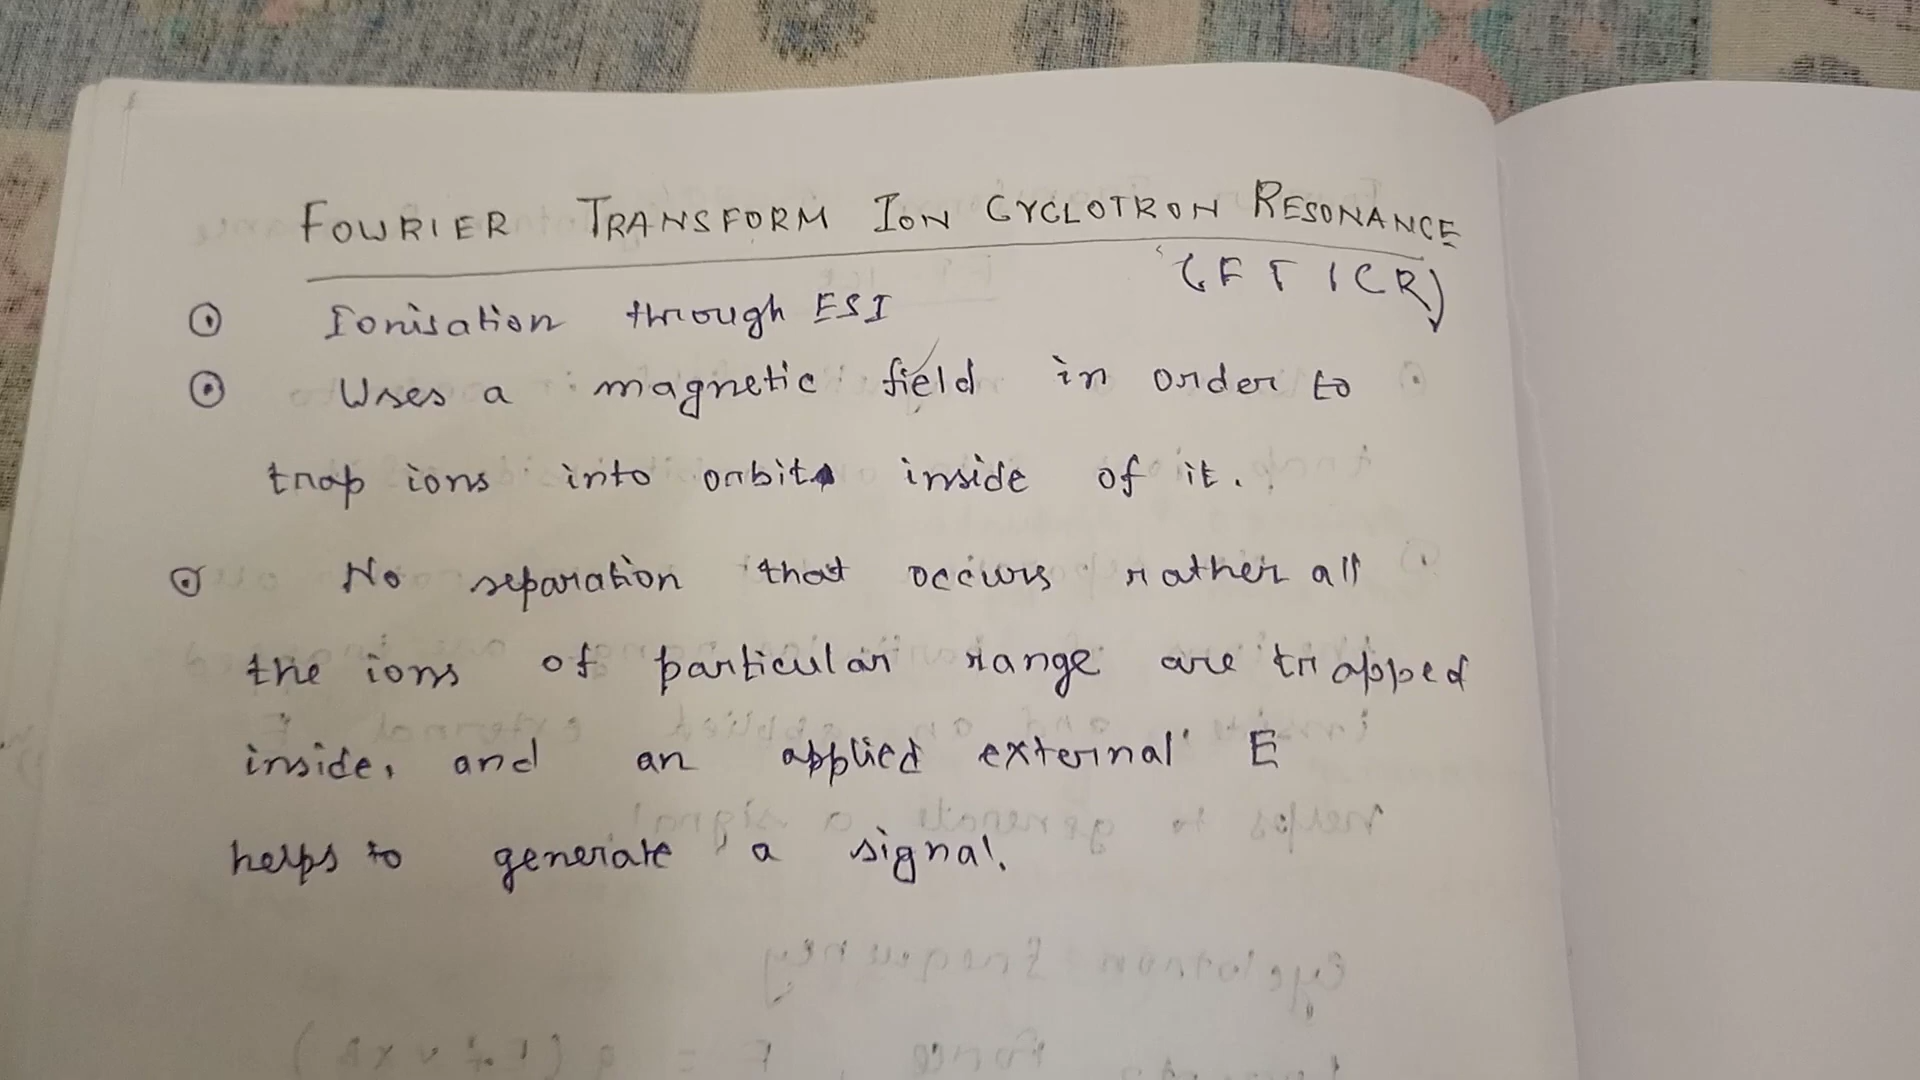 FOURIER TRANSFORM ION CYCLOTRON RESONANCE
(FT ICR)
Ionisation through ESI
Uses a magnetic field in order to
trap ions into orbits inside of it.
No separation that occurs rather all
the ions of particular range are trapped
inside, and an applied external E
helps to generate a signal.